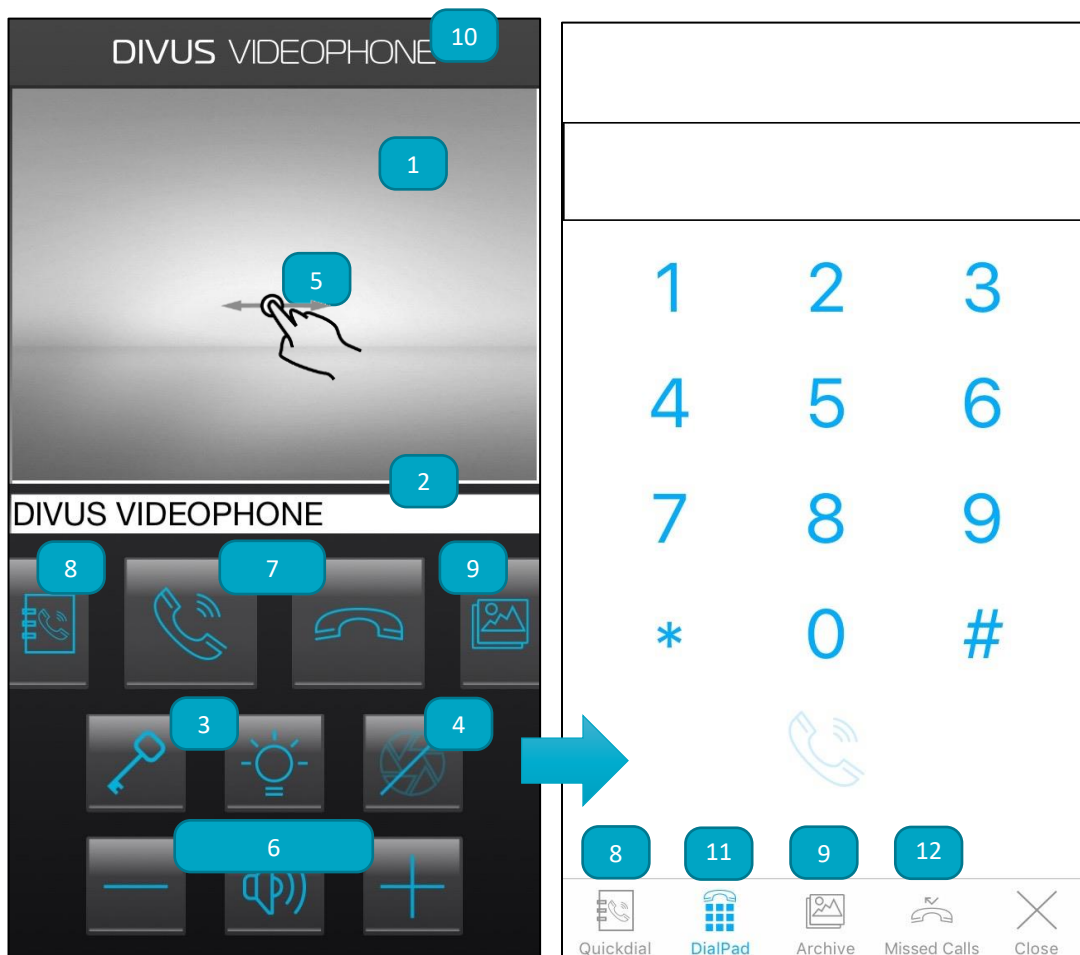 DIVUS VIDEOPHONE 10
1
5
2
DIVUS VIDEOPHONE
8 7 9
3 4
6
1 2 3
4 5 6
7 8 9
* 0 #
8 11 9 12
Quickdial DialPad Archive Missed Calls Close